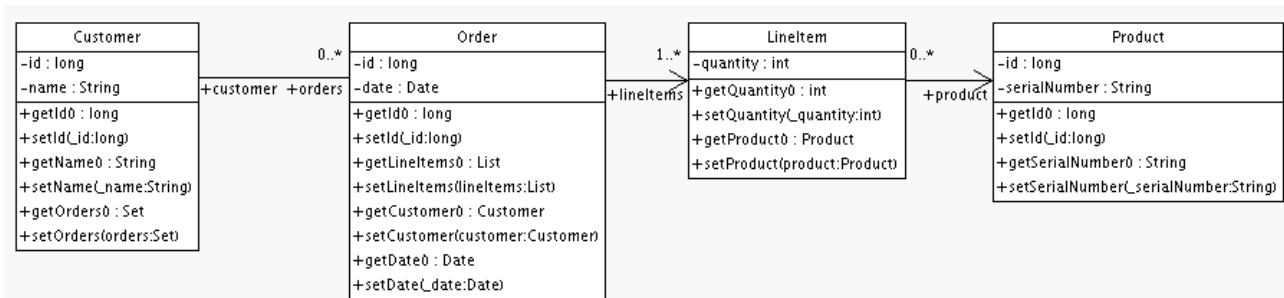 Customer
-id : long
-name : String
+getId() : long
+setId(_id:long)
+getName() : String
+setName(_name:String)
+getOrders() : Set
+setOrders(orders:Set)
0..*
+customer +orders
Order
-id : long
-date : Date
+getId() : long
+setId(_id:long)
+getLineItems() : List
+setLineItems(lineItems:List)
+getCustomer() : Customer
+setCustomer(customer:Customer)
+getDate() : Date
+setDate(_date:Date)
1..*
+lineItems
LineItem
-quantity : int
+getQuantity() : int
+setQuantity(_quantity:int)
+getProduct() : Product
+setProduct(product:Product)
0..*
+product
Product
-id : long
-serialNumber : String
+getId() : long
+setId(_id:long)
+getSerialNumber() : String
+setSerialNumber(_serialNumber:String)